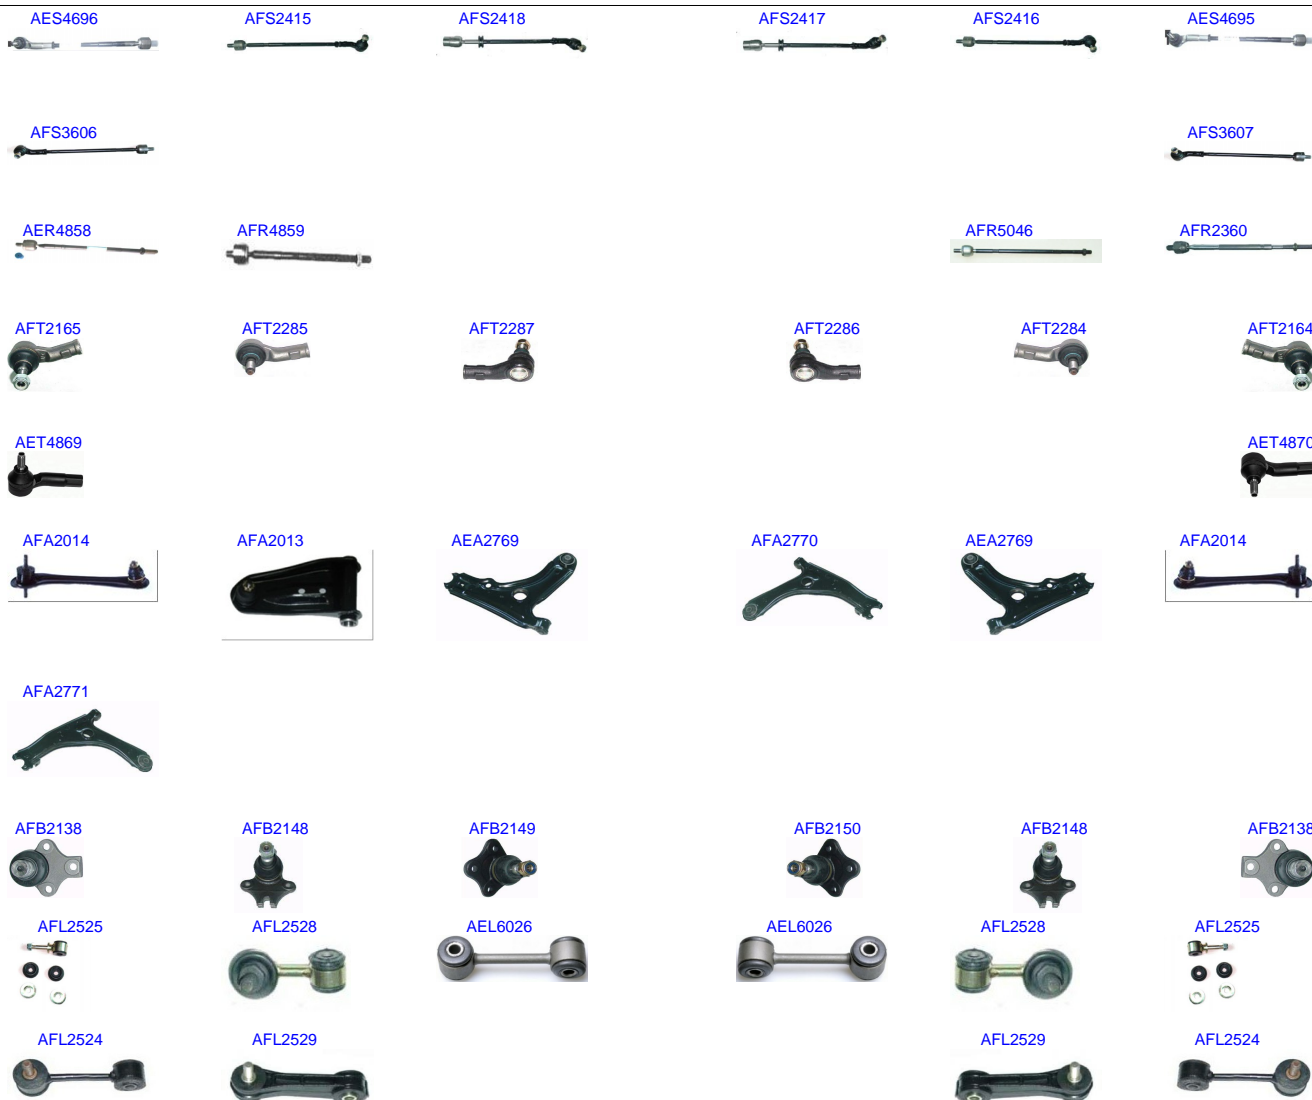 AES4696 AFS2415 AFS2418 AFS2417 AFS2416 AES4695
AFS3606 AFS3607
AER4858 AFR4859 AFR5046 AFR2360
AFT2165 AFT2285 AFT2287 AFT2286 AFT2284 AFT2164
AET4869 AET4870
AFA2014 AFA2013 AEA2769 AFA2770 AEA2769 AFA2014
AFA2771
AFB2138 AFB2148 AFB2149 AFB2150 AFB2148 AFB2138
AFL2525 AFL2528 AEL6026 AEL6026 AFL2528 AFL2525
AFL2524 AFL2529 AFL2529 AFL2524